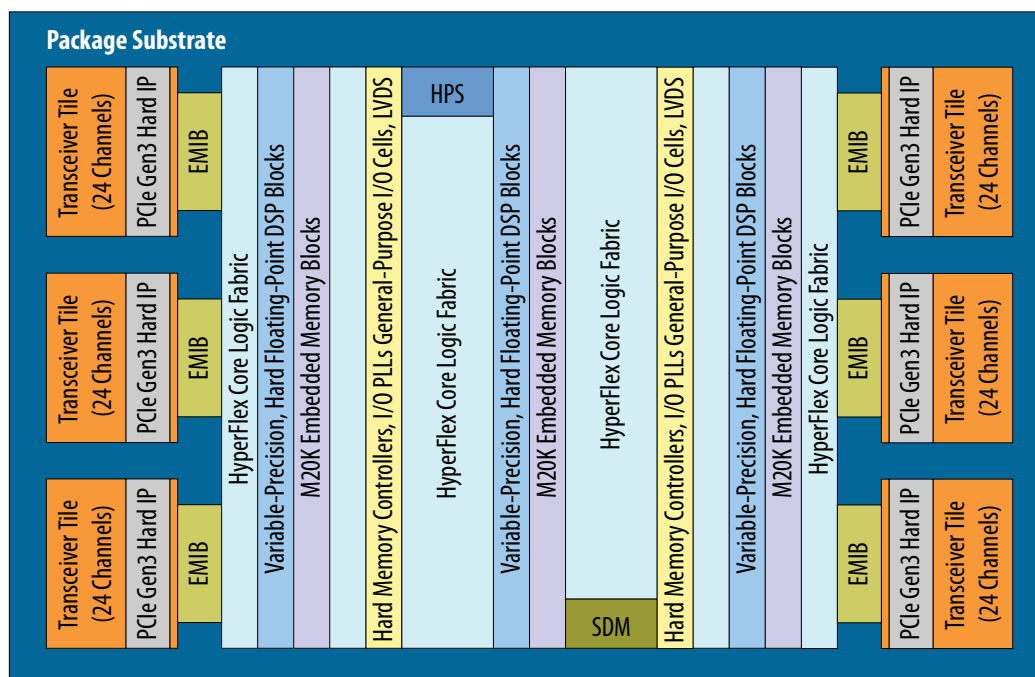 Package Substrate
Transceiver Tile
(24 Channels)
PCIe Gen3 Hard IP
EMIB
Transceiver Tile
(24 Channels)
PCIe Gen3 Hard IP
EMIB
Transceiver Tile
(24 Channels)
PCIe Gen3 Hard IP
EMIB
HyperFlex Core Logic Fabric
Variable-Precision, Hard Floating-Point DSP Blocks
M20K Embedded Memory Blocks
Hard Memory Controllers, I/O PLLs General-Purpose I/O Cells, LVDS
HPS
HyperFlex Core Logic Fabric
Variable-Precision, Hard Floating-Point DSP Blocks
M20K Embedded Memory Blocks
HyperFlex Core Logic Fabric
SDM
Hard Memory Controllers, I/O PLLs General-Purpose I/O Cells, LVDS
Variable-Precision, Hard Floating-Point DSP Blocks
M20K Embedded Memory Blocks
HyperFlex Core Logic Fabric
EMIB
PCIe Gen3 Hard IP
Transceiver Tile
(24 Channels)
EMIB
PCIe Gen3 Hard IP
Transceiver Tile
(24 Channels)
EMIB
PCIe Gen3 Hard IP
Transceiver Tile
(24 Channels)